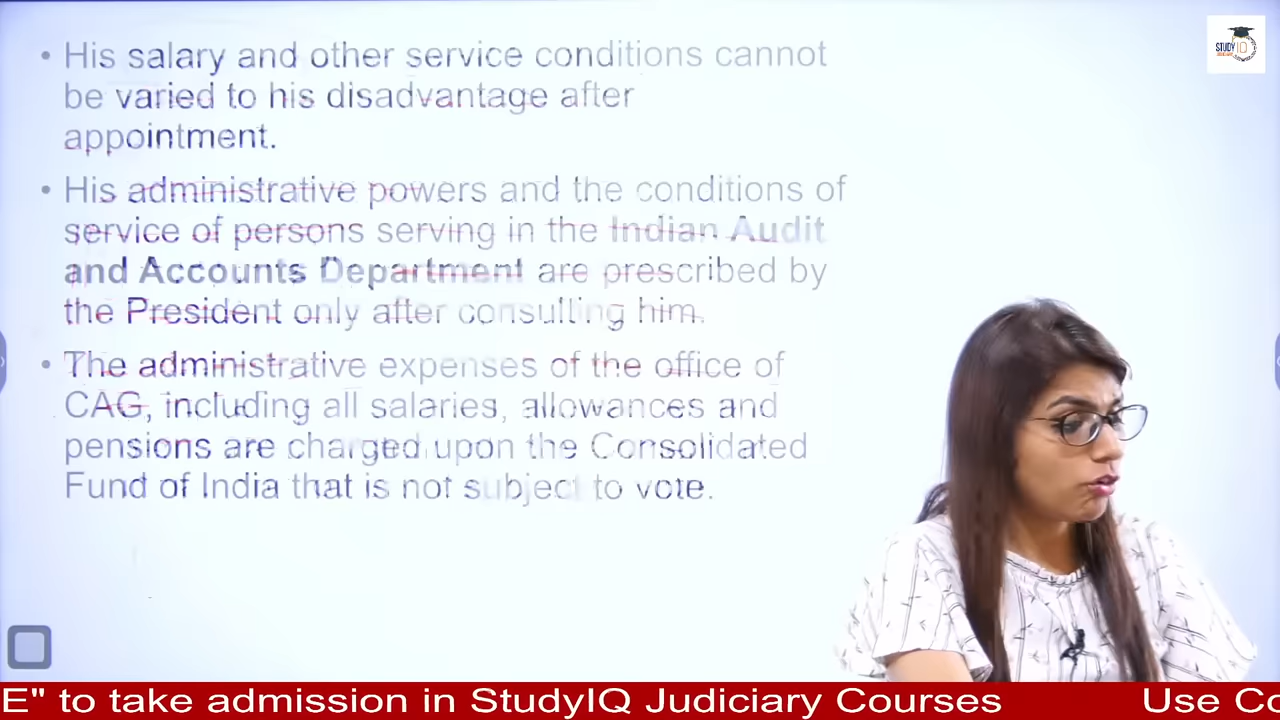 • His salary and other service conditions cannot
be varied to his disadvantage after
appointment.
• His administrative powers and the conditions of
service of persons serving in the Indian Audit
and Accounts Department are prescribed by
the President only after consulting him.
• The administrative expenses of the office of
CAG, including all salaries, allowances and
pensions are charged upon the Consolidated
Fund of India that is not subject to vote.
STUDY IQ
E" to take admission in StudyIQ Judiciary Courses Use Co